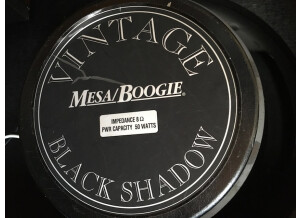 VINTAGE
MESA/BOOGIE®
IMPEDANCE 8 Ω
PWR CAPACITY 50 WATTS
BLACK SHADOW